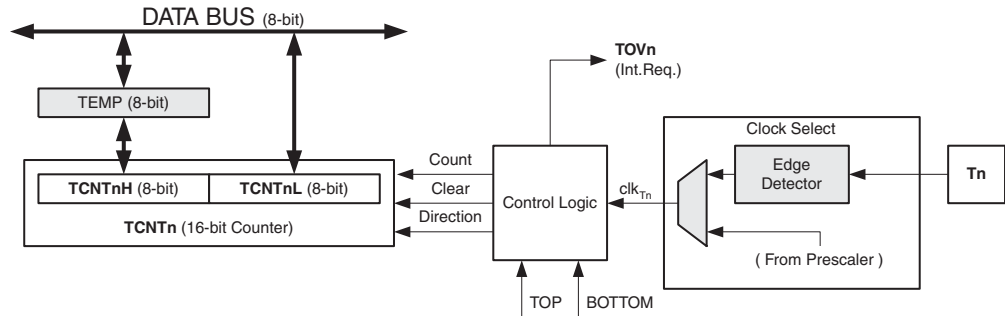 DATA BUS (8-bit)
TOVn
(Int.Req.)
TEMP (8-bit)
Clock Select
Count
TCNTnH (8-bit) TCNTnL (8-bit)
Clear
Edge
Detector
Tn
Control Logic
clkTn
TCNTn (16-bit Counter)
Direction
( From Prescaler )
TOP
BOTTOM